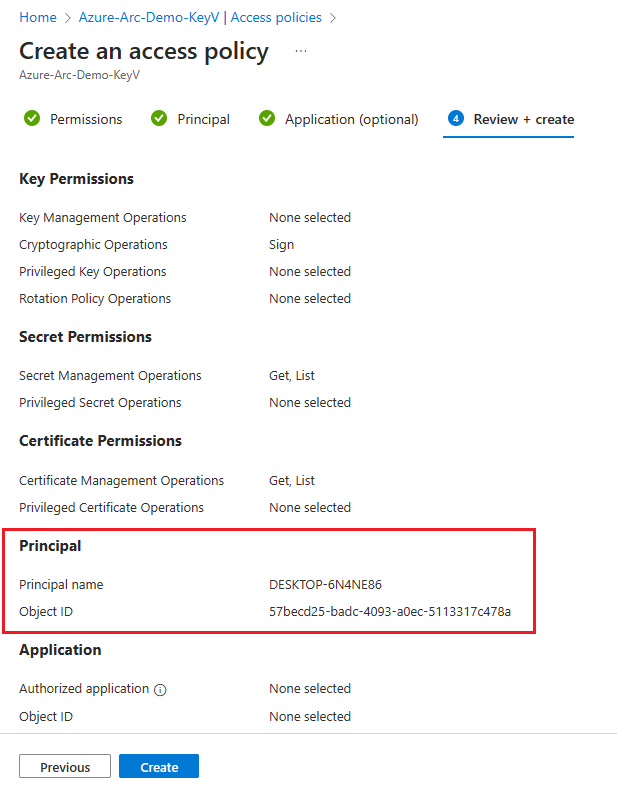 Home > Azure-Arc-Demo-KeyV | Access policies >
Create an access policy ...
Azure-Arc-Demo-KeyV
Permissions Principal Application (optional) 4 Review + create
Key Permissions
Key Management Operations None selected
Cryptographic Operations Sign
Privileged Key Operations None selected
Rotation Policy Operations None selected
Secret Permissions
Secret Management Operations Get, List
Privileged Secret Operations None selected
Certificate Permissions
Certificate Management Operations Get, List
Privileged Certificate Operations None selected
Principal
Principal name DESKTOP-6N4NE86
Object ID 57becd25-badc-4093-a0ec-5113317c478a
Application
Authorized application None selected
Object ID None selected
Previous Create